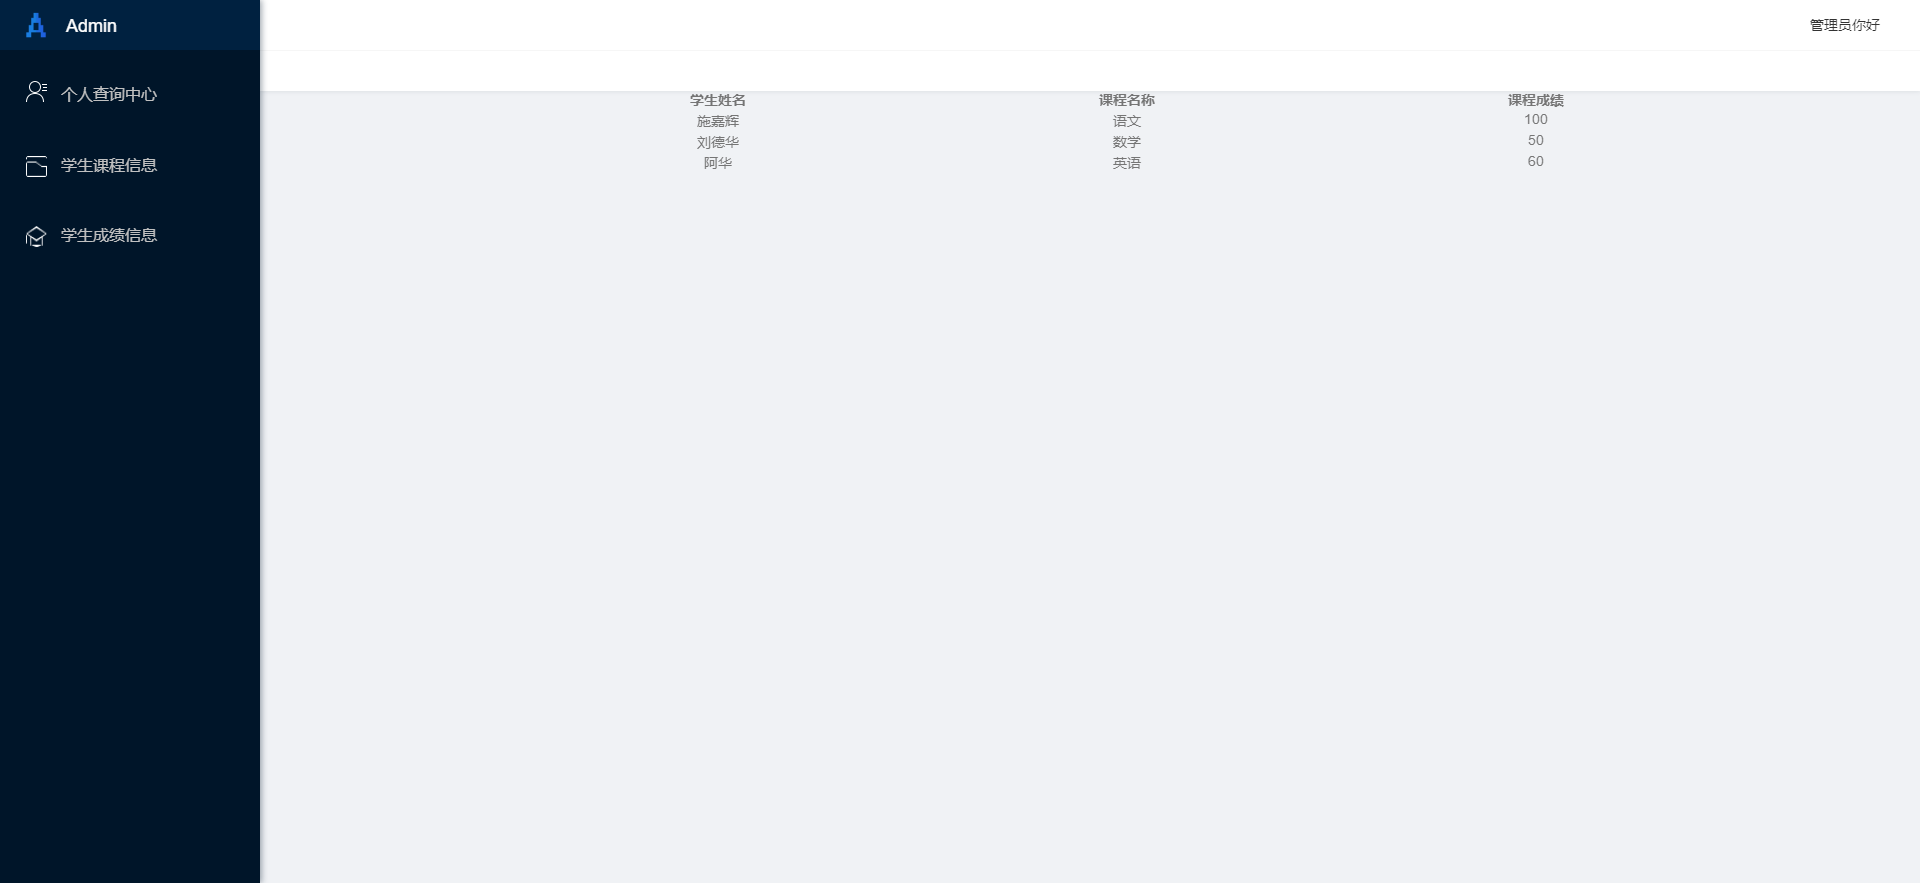 Admin
管理员你好
个人查询中心
学生课程信息
学生成绩信息
学生姓名 课程名称 课程成绩
施嘉辉 语文 100
刘德华 数学 50
阿华 英语 60